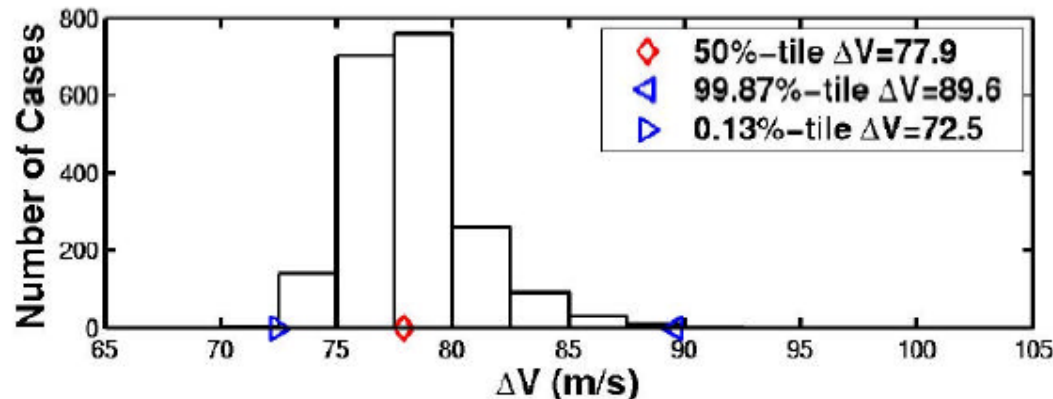 800
600
400
200
0
Number of Cases
50%-tile ΔV=77.9
99.87%-tile ΔV=89.6
0.13%-tile ΔV=72.5
65 70 75 80 85 90 95 100 105
ΔV (m/s)